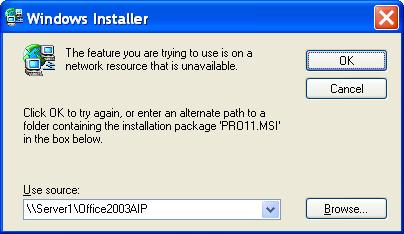 Windows Installer
The feature you are trying to use is on a
network resource that is unavailable.
OK
Cancel
Click OK to try again, or enter an alternate path to a
folder containing the installation package 'PRO11.MSI'
in the box below.
Use source:
\\Server1\Office2003AIP
Browse...